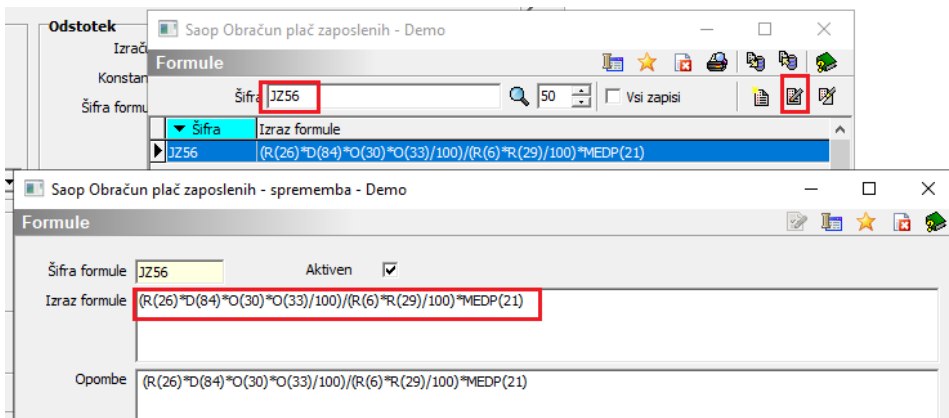 Odstotek
Izraču
Konstan
Šifra formu
Saop Obračun plač zaposlenih - Demo
Formule
Šifra JZ56 50 Vsi zapisi
Šifra Izraz formule
JZ56 (R(26)*D(84)*O(30)*O(33)/100)/(R(6)*R(29)/100)*MEDP(21)
Saop Obračun plač zaposlenih - sprememba - Demo
Formule
Šifra formule JZ56 Aktiven
Izraz formule (R(26)*D(84)*O(30)*O(33)/100)/(R(6)*R(29)/100)*MEDP(21)
Opombe (R(26)*D(84)*O(30)*O(33)/100)/(R(6)*R(29)/100)*MEDP(21)